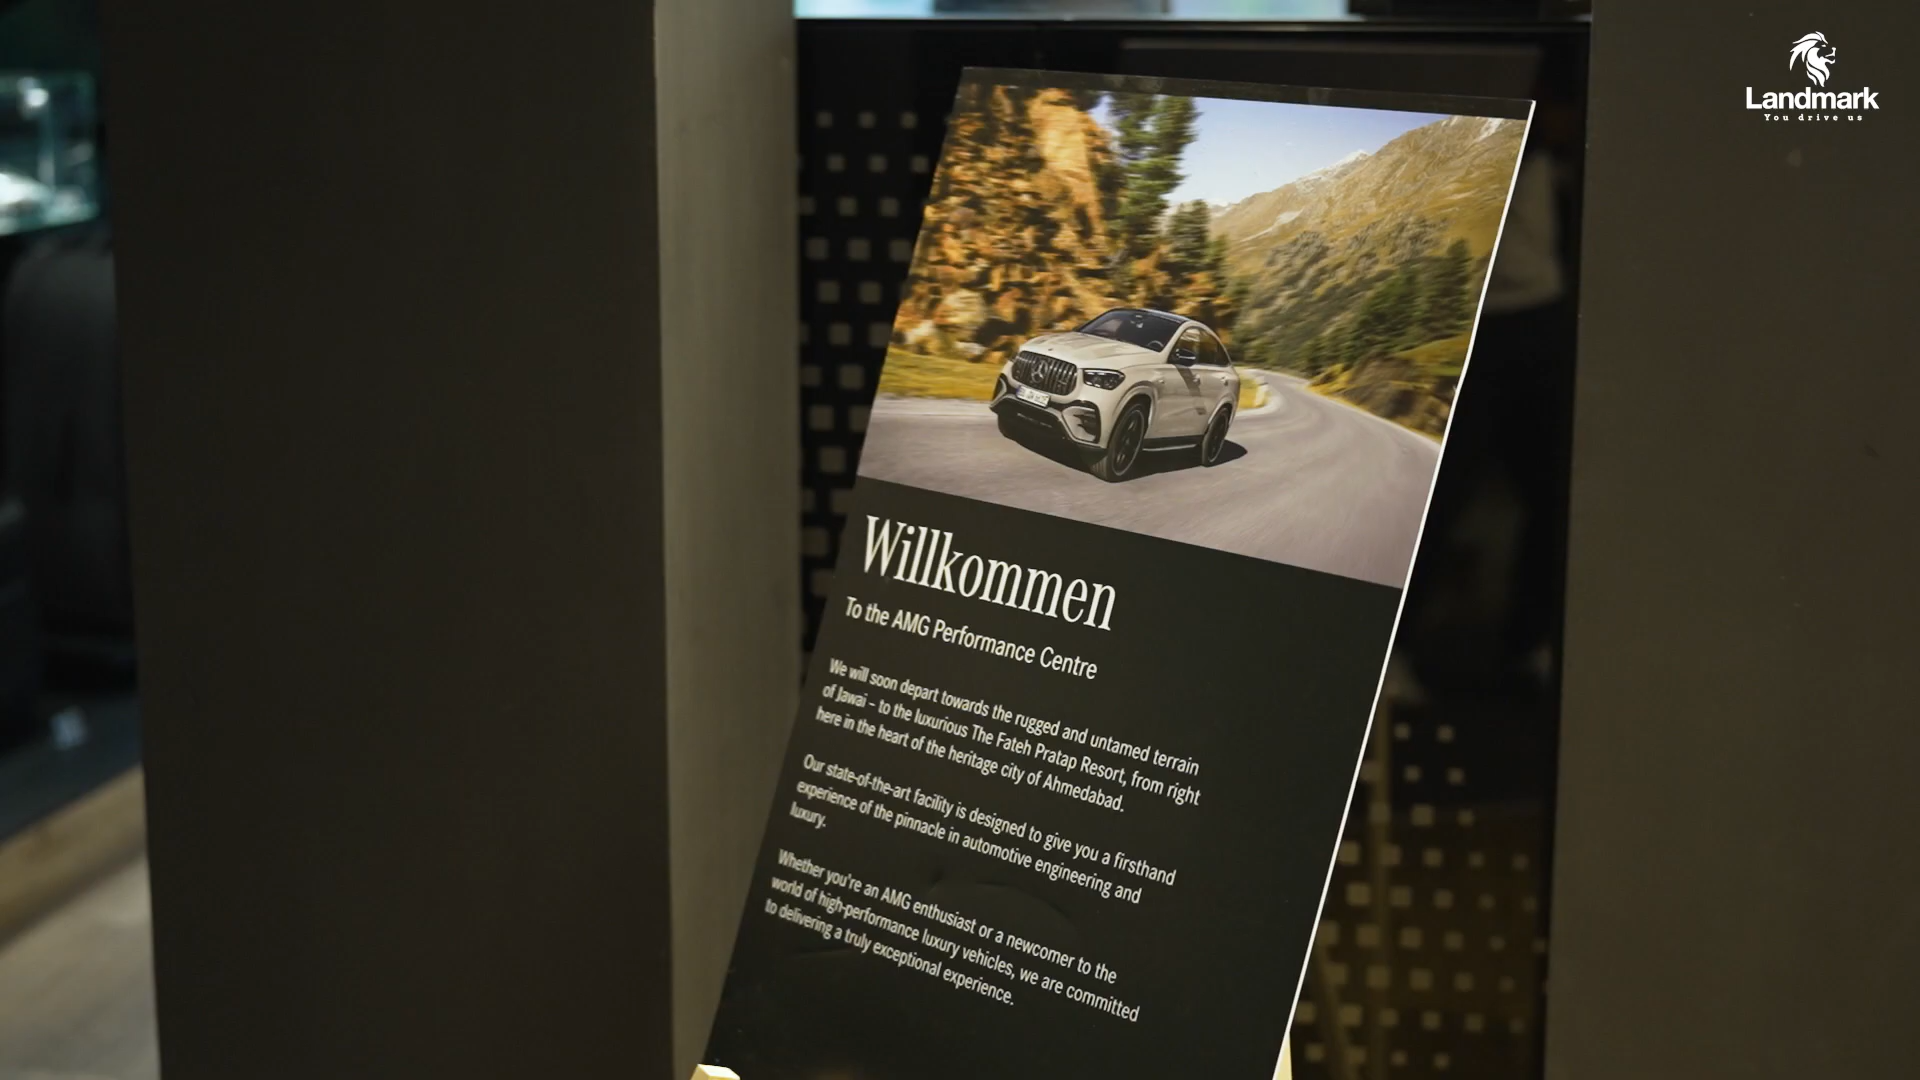 Landmark
You drive us
Willkommen
To the AMG Performance Centre
We will soon depart towards the rugged and untamed terrain
of Jawai – to the luxurious The Fateh Pratap Resort, from right
here in the heart of the heritage city of Ahmedabad.
Our state-of-the-art facility is designed to give you a firsthand
experience of the pinnacle in automotive engineering and
luxury.
Whether you're an AMG enthusiast or a newcomer to the
world of high-performance luxury vehicles, we are committed
to delivering a truly exceptional experience.